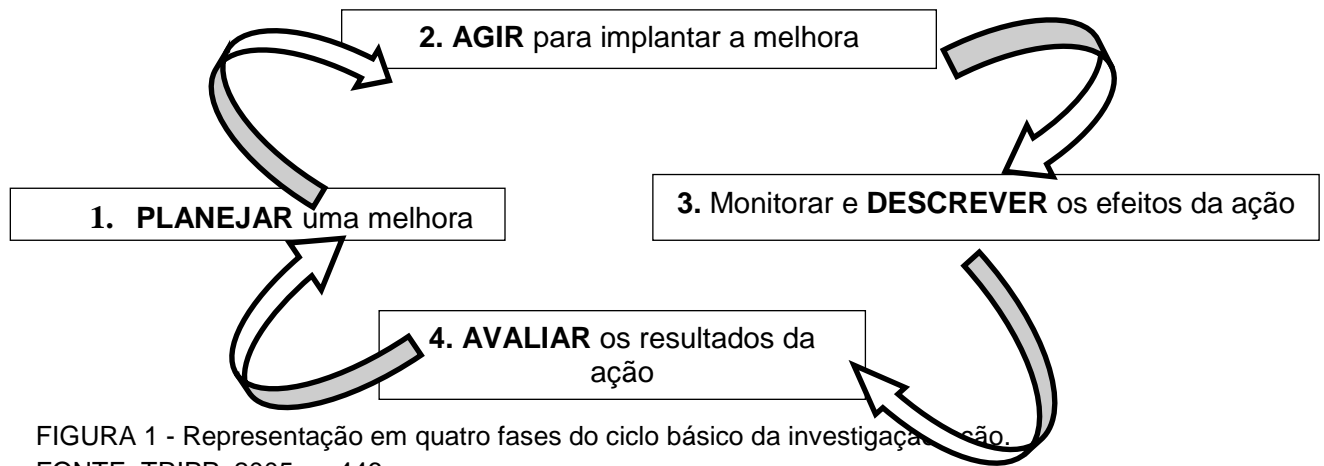 2. AGIR para implantar a melhora
1. PLANEJAR uma melhora
3. Monitorar e DESCREVER os efeitos da ação
4. AVALIAR os resultados da
ação
FIGURA 1 - Representação em quatro fases do ciclo básico da